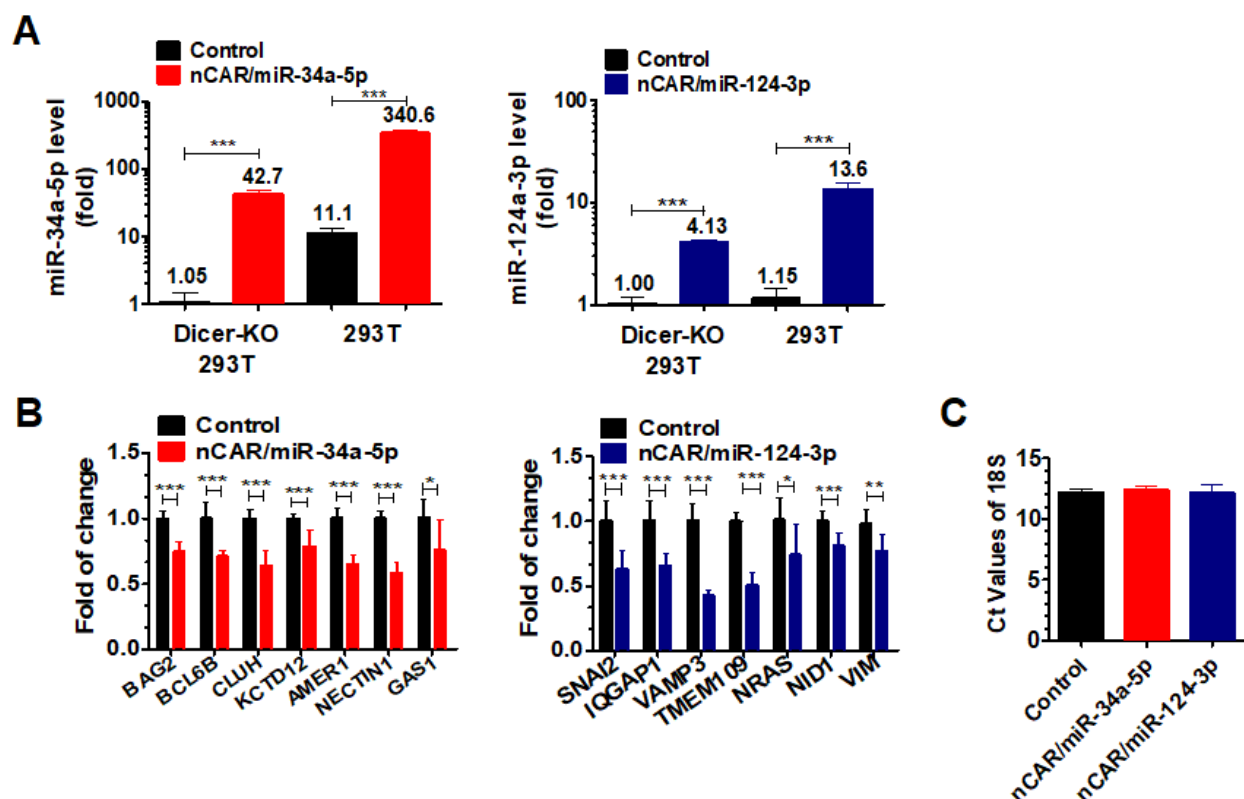 A
Control
nCAR/miR-34a-5p
miR-34a-5p level
(fold)
1000
100
10
1
***
***
1.05
42.7
11.1
340.6
Dicer-KO
293T
293T
Control
nCAR/miR-124-3p
miR-124a-3p level
(fold)
100
10
1
***
***
1.00
4.13
1.15
13.6
Dicer-KO
293T
293T
B
Control
nCAR/miR-34a-5p
Fold of change
1.5
1.0
0.5
0.0
***
***
***
***
***
***
*
BAG2
BCL6B
CLUH
KCTD12
AMER1
NECTIN1
GAS1
Control
nCAR/miR-124-3p
Fold of change
1.5
1.0
0.5
0.0
***
***
***
***
*
***
**
SNAI2
IQGAP1
VAMP3
TMEM109
NRAS
NID1
VIM
C
Ct Values of 18S
15
10
5
0
Control
nCAR/miR-34a-5p
nCAR/miR-124-3p